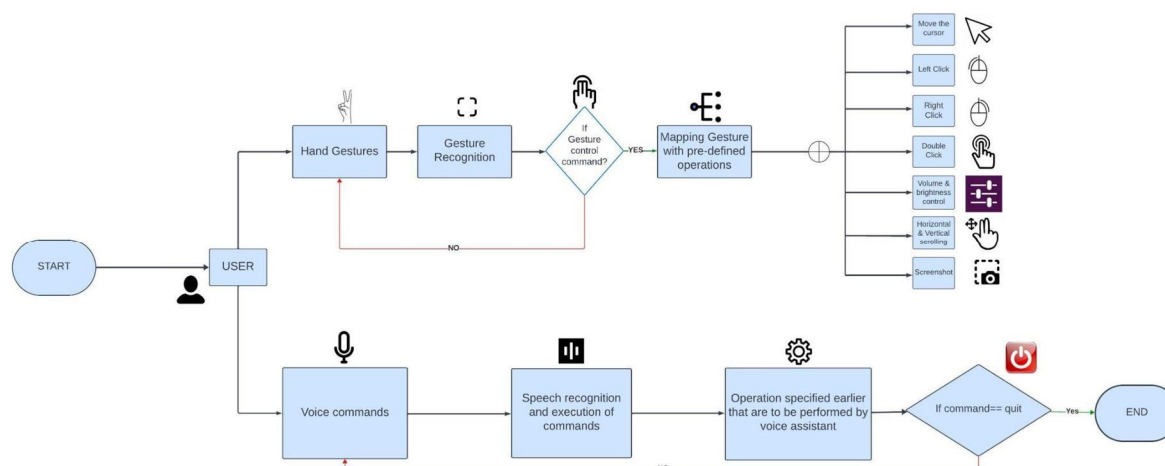 Move the
cursor
Left Click
Right
Click
Double
Click
Volume &
brightness
control
Horizontal
& Vertical
scrolling
Screenshot
Hand Gestures
Gesture
Recognition
If
Gesture
control
command?
YES
Mapping Gesture
with pre-defined
operations
NO
START
USER
Voice commands
Speech recognition
and execution of
commands
Operation specified earlier
that are to be performed by
voice assistant
If command== quit
Yes
END